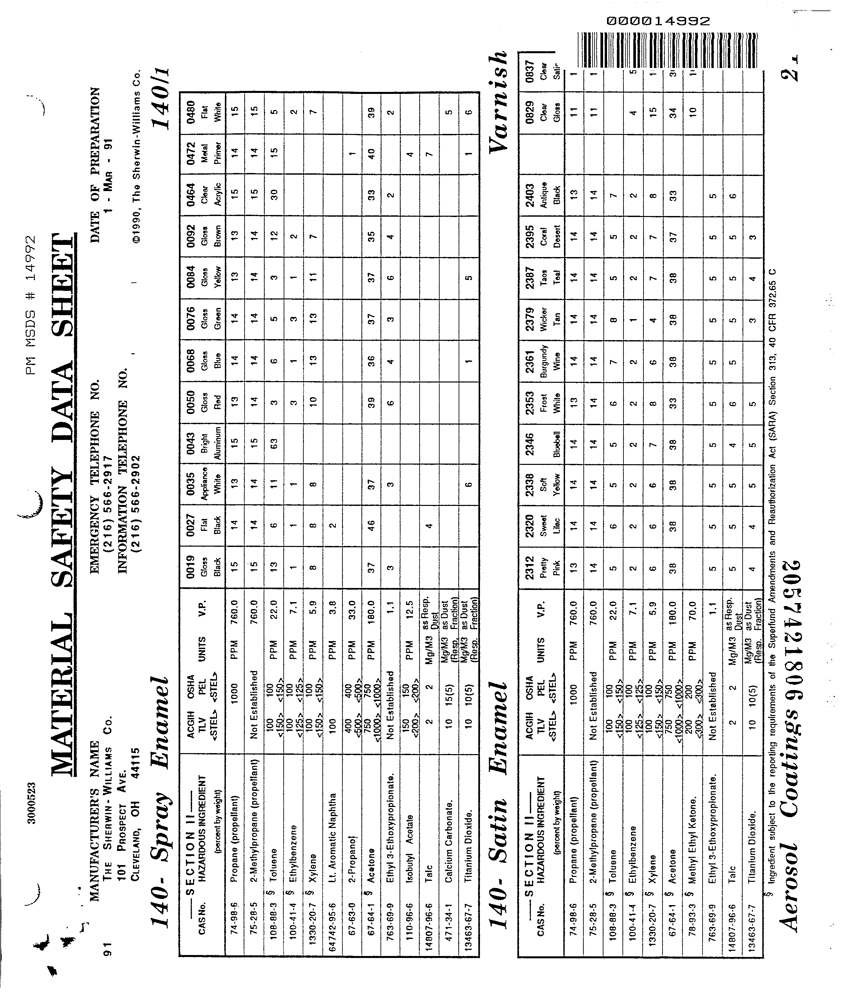 000014992
PM MSDS # 14992
3000523
MATERIAL SAFETY DATA SHEET
91
MANUFACTURER'S NAME
THE SHERWIN-WILLIAMS CO.
101 PROSPECT AVE.
CLEVELAND, OH 44115
EMERGENCY TELEPHONE NO.
(216) 566-2917
INFORMATION TELEPHONE NO.
(216) 566-2902
DATE OF PREPARATION
1 - MAR - 91
©1990, The Sherwin-Williams Co.
140- Spray Enamel 140/1
SECTION II
CAS No. HAZARDOUS INGREDIENT (percent by weight) ACGIH TLV <STEL> OSHA PEL <STEL> UNITS V.P. 0019 Gloss Black 0027 Flat Black 0035 Appliance White 0043 Bright Aluminum 0050 Gloss Red 0068 Gloss Blue 0076 Gloss Green 0084 Gloss Yellow 0092 Gloss Brown 0464 Clear Acrylic 0472 Metal Primer 0480 Flat White
74-98-6 Propane (propellant) 1000 PPM 760.0 15 14 13 15 13 14 14 13 13 15 14 15
75-28-5 2-Methylpropane (propellant) Not Established PPM 760.0 15 14 14 15 14 14 14 14 14 15 14 15
108-88-3 § Toluene 100 <150> 100 <150> PPM 22.0 13 6 11 63 3 6 5 3 12 30 15 5
100-41-4 § Ethylbenzene 100 <125> 100 <125> PPM 7.1 1 1 1 3 1 3 1 2 2
1330-20-7 § Xylene 100 <150> 100 <150> PPM 5.9 8 8 8 10 13 13 11 7 7
64742-95-6 Lt. Aromatic Naphtha 100 PPM 3.8 2
67-63-0 2-Propanol 400 <500> 400 <500> PPM 33.0 1
67-64-1 § Acetone 750 <1000> 750 <1000> PPM 180.0 37 46 37 39 36 37 37 35 33 40 39
763-69-9 Ethyl 3-Ethoxypropionate. Not Established PPM 1.1 3 3 6 4 3 6 4 2 2
110-96-6 Isobutyl Acetate 150 <200> 150 <200> PPM 12.5 4
14807-96-6 Talc 2 2 Mg/M3 as Resp. Dust 4 7
471-34-1 Calcium Carbonate. 10 15(5) Mg/M3 as Dust (Resp. Fraction) 5
13463-67-7 Titanium Dioxide. 10 10(5) Mg/M3 as Dust (Resp. Fraction) 6 1 5 1 6
140- Satin Enamel Varnish
SECTION II
CAS No. HAZARDOUS INGREDIENT (percent by weight) ACGIH TLV <STEL> OSHA PEL <STEL> UNITS V.P. 2312 Pretty Pink 2320 Sweet Lilac 2338 Soft Yellow 2346 Bluebell 2353 Frost White 2361 Burgundy Wine 2379 Wicker Tan 2387 Taos Teal 2395 Coral Desert 2403 Antique Black 0829 Clear Gloss 0837 Clear
74-98-6 Propane (propellant) 1000 PPM 760.0 13 14 14 14 13 14 14 14 14 13 11
75-28-5 2-Methylpropane (propellant) Not Established PPM 760.0 14 14 14 14 14 14 14 14 14 14 11
108-88-3 § Toluene 100 <150> 100 <150> PPM 22.0 6 5 5 5 6 7 8 5 5 7
100-41-4 § Ethylbenzene 100 <125> 100 <125> PPM 7.1 2 2 2 2 2 2 1 2 2 2 4 5
1330-20-7 § Xylene 100 <150> 100 <150> PPM 5.9 6 6 6 7 8 6 4 7 7 8 15
67-64-1 § Acetone 750 <1000> 750 <1000> PPM 180.0 38 38 38 38 33 38 38 38 37 33 34
78-93-3 § Methyl Ethyl Ketone. 200 <300> 200 <300> PPM 70.0 10
763-69-9 Ethyl 3-Ethoxypropionate. Not Established PPM 1.1 5 5 5 5 5 5 5 5 5 5
14807-96-6 Talc 2 2 Mg/M3 as Resp. Dust 5 5 5 4 6 5 5 5 5 6
13463-67-7 Titanium Dioxide. 10 10(5) Mg/M3 as Dust (Resp. Fraction) 4 4 5 5 5 3 4 3
§ Ingredient subject to the reporting requirements of the Superfund Amendments and Reauthorization Act (SARA) Section 313, 40 CFR 372.65 C
Aerosol Coatings 2057421806